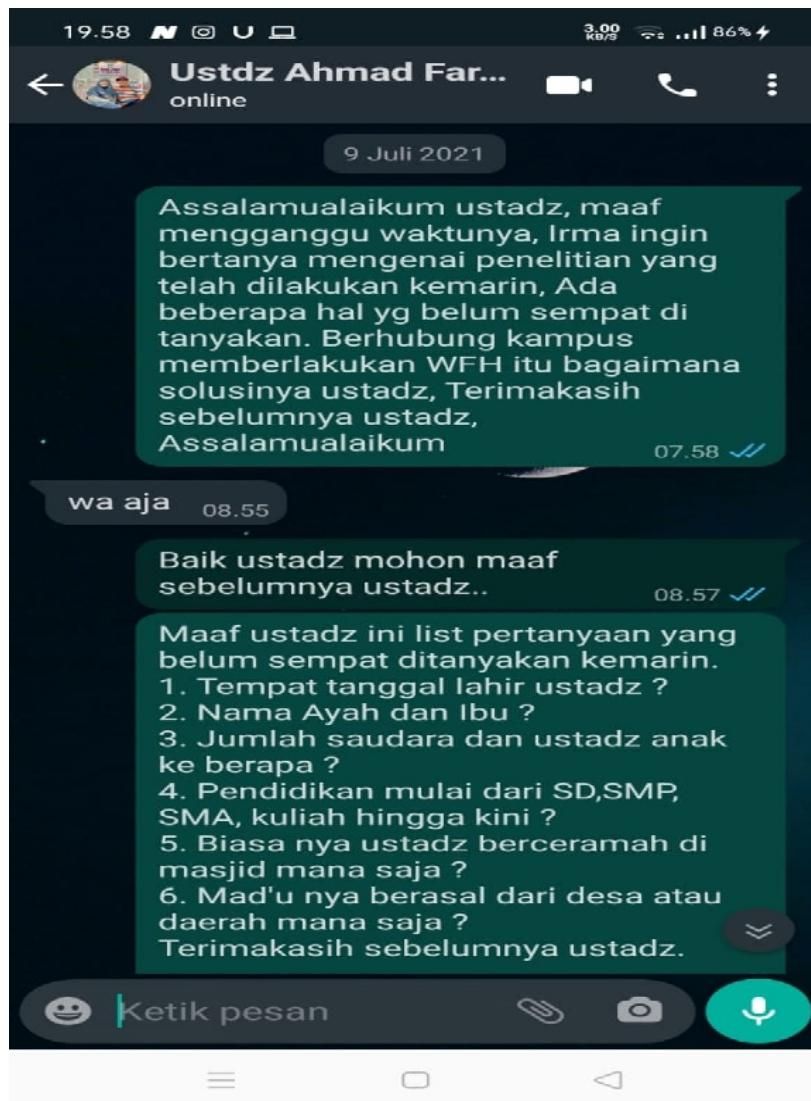 19.58
3.00 KB/S
86%
Ustdz Ahmad Far...
online
9 Juli 2021
Assalamualaikum ustadz, maaf
mengganggu waktunya, Irma ingin
bertanya mengenai penelitian yang
telah dilakukan kemarin, Ada
beberapa hal yg belum sempat di
tanyakan. Berhubung kampus
memberlakukan WFH itu bagaimana
solusinya ustadz, Terimakasih
sebelumnya ustadz,
Assalamualaikum
07.58
wa aja 08.55
Baik ustadz mohon maaf
sebelumnya ustadz..
08.57
Maaf ustadz ini list pertanyaan yang
belum sempat ditanyakan kemarin.
1. Tempat tanggal lahir ustadz ?
2. Nama Ayah dan Ibu ?
3. Jumlah saudara dan ustadz anak
ke berapa ?
4. Pendidikan mulai dari SD,SMP,
SMA, kuliah hingga kini ?
5. Biasa nya ustadz berceramah di
masjid mana saja ?
6. Mad'u nya berasal dari desa atau
daerah mana saja ?
Terimakasih sebelumnya ustadz.
Ketik pesan